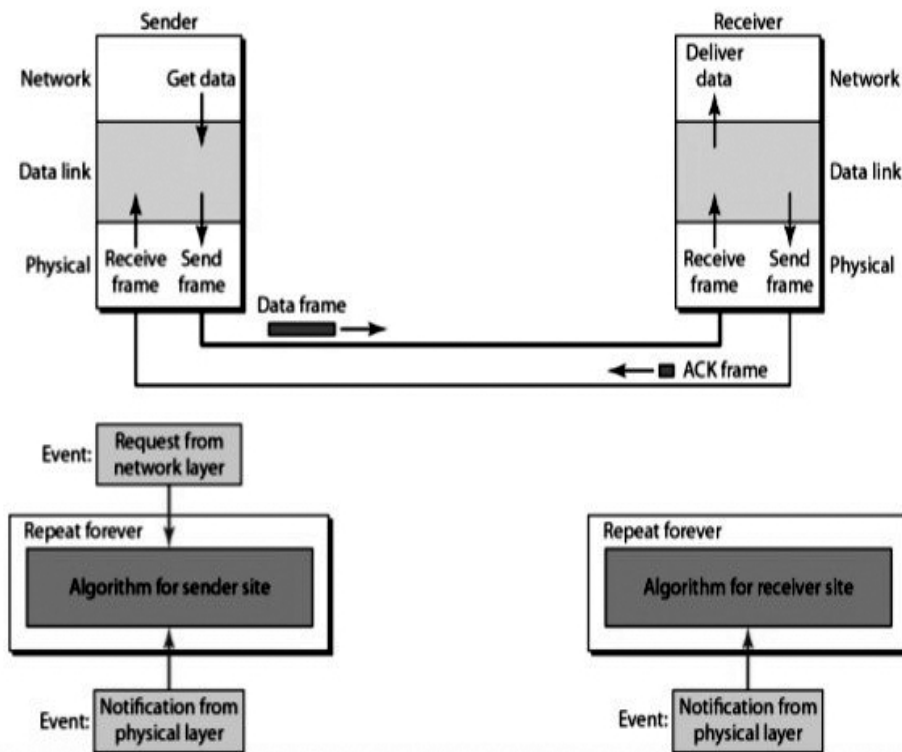 Sender
Receiver
Network
Get data
Deliver
data
Network
Data link
Data link
Physical
Receive
frame
Send
frame
Receive
frame
Send
frame
Physical
Data frame
ACK frame
Event:
Request from
network layer
Repeat forever
Algorithm for sender site
Repeat forever
Algorithm for receiver site
Event:
Notification from
physical layer
Event:
Notification from
physical layer